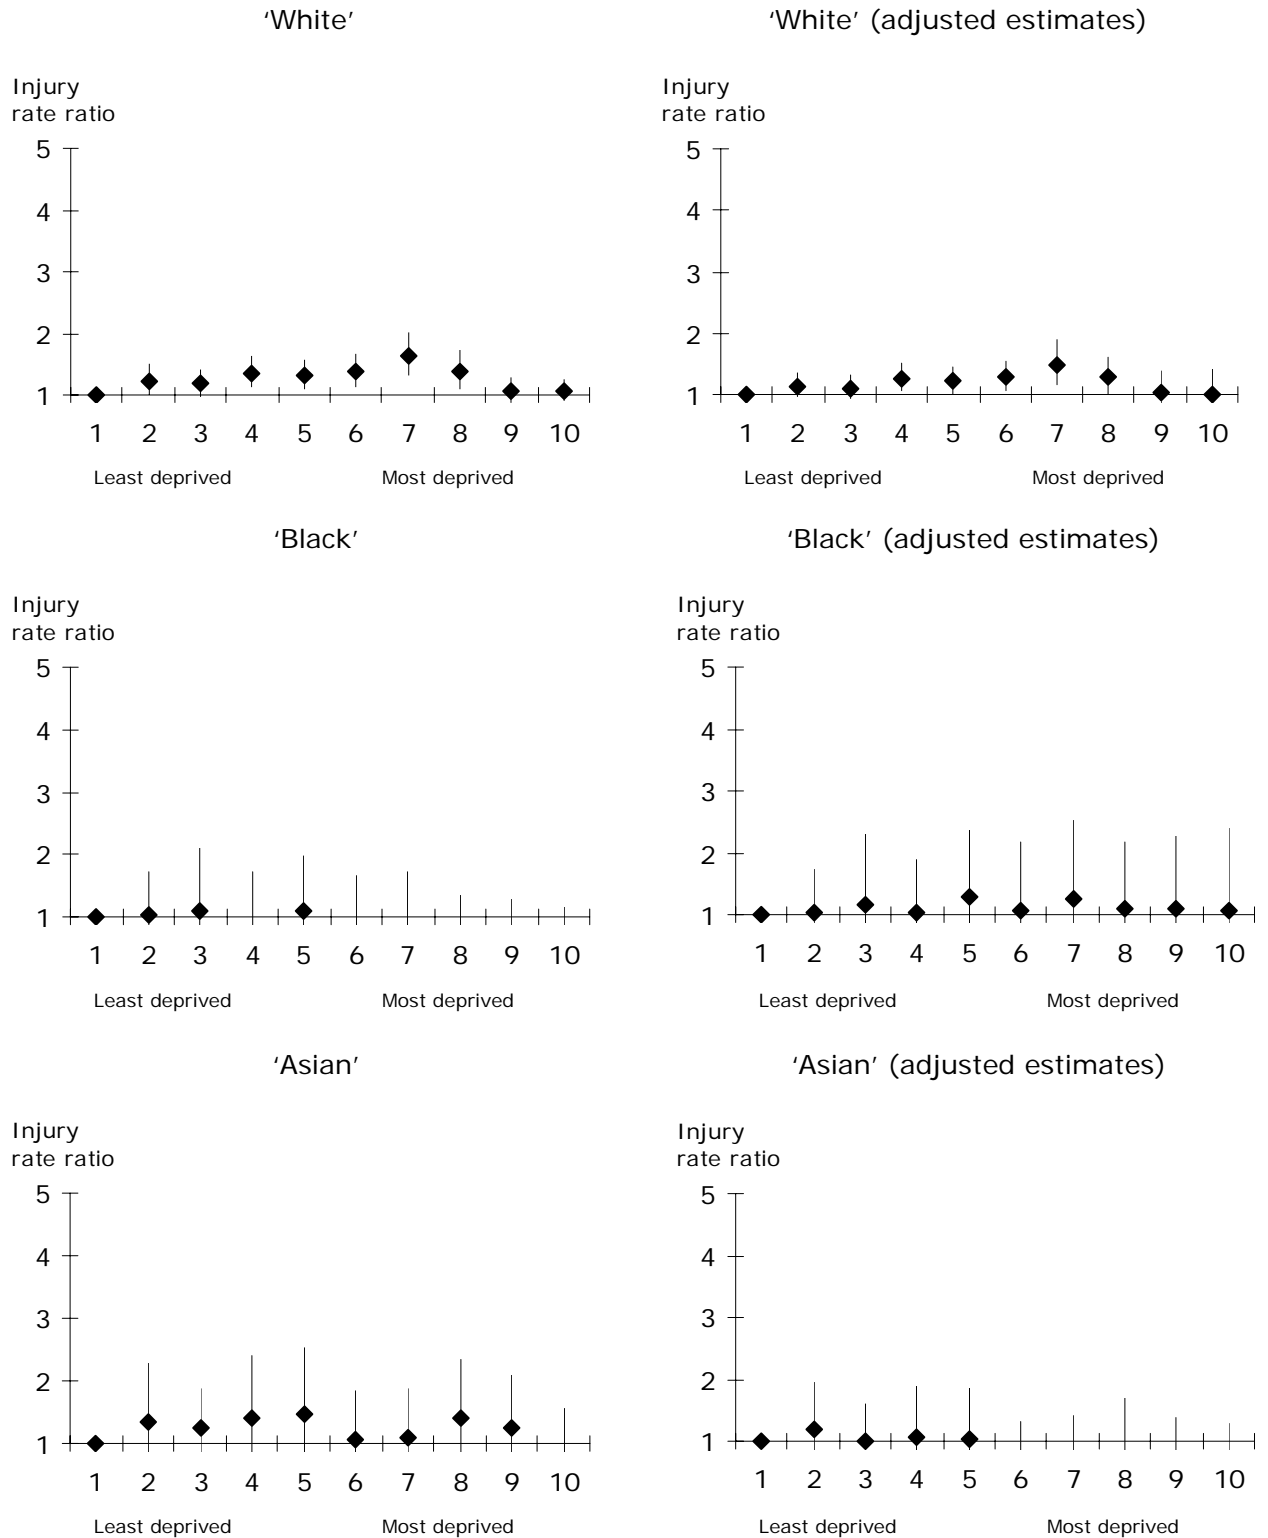 ‘White’
Injury
rate ratio
5
4
3
2
1
1 2 3 4 5 6 7 8 9 10
Least deprived Most deprived
‘White’ (adjusted estimates)
Injury
rate ratio
5
4
3
2
1
1 2 3 4 5 6 7 8 9 10
Least deprived Most deprived
‘Black’
Injury
rate ratio
5
4
3
2
1
1 2 3 4 5 6 7 8 9 10
Least deprived Most deprived
‘Black’ (adjusted estimates)
Injury
rate ratio
5
4
3
2
1
1 2 3 4 5 6 7 8 9 10
Least deprived Most deprived
‘Asian’
Injury
rate ratio
5
4
3
2
1
1 2 3 4 5 6 7 8 9 10
Least deprived Most deprived
‘Asian’ (adjusted estimates)
Injury
rate ratio
5
4
3
2
1
1 2 3 4 5 6 7 8 9 10
Least deprived Most deprived